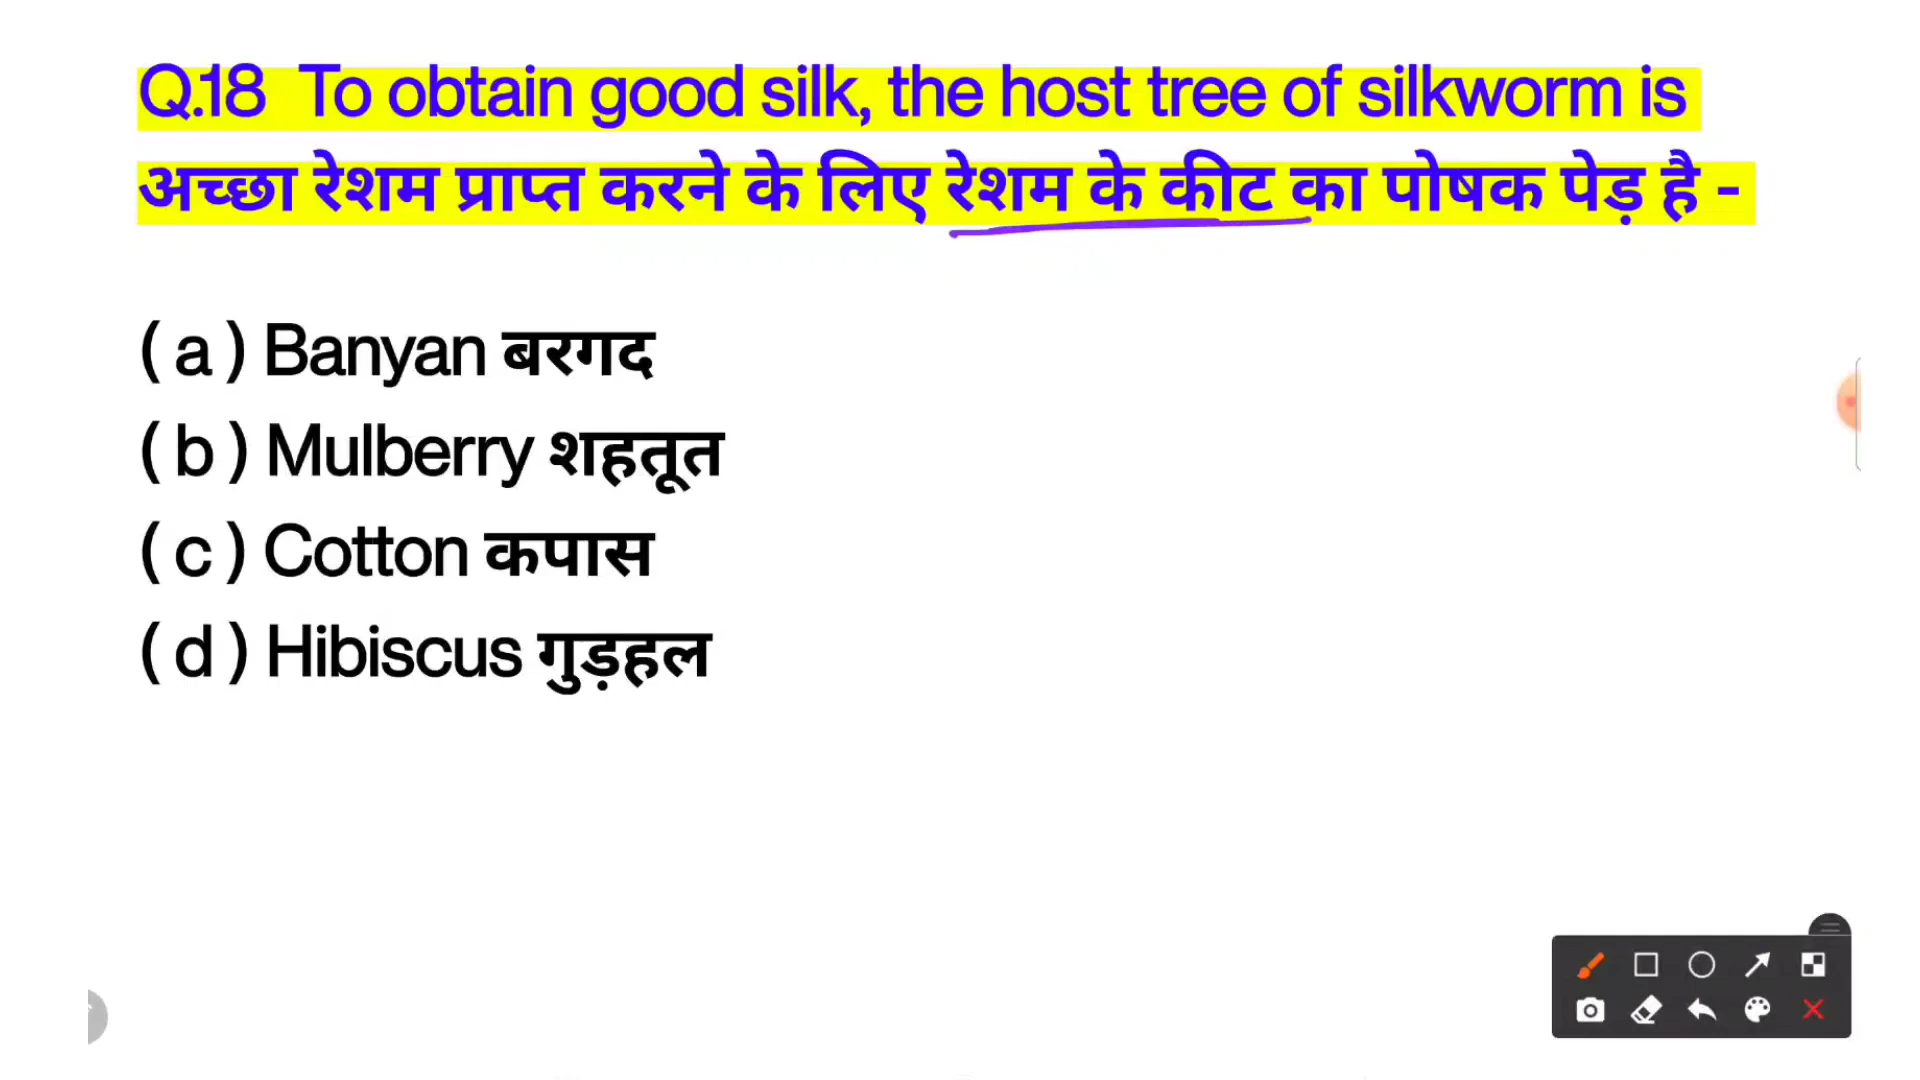 Q.18 To obtain good silk, the host tree of silkworm is
अच्छा रेशम प्राप्त करने के लिए रेशम के कीट का पोषक पेड़ है -
( a ) Banyan बरगद
( b ) Mulberry शहतूत
( c ) Cotton कपास
( d ) Hibiscus गुड़हल